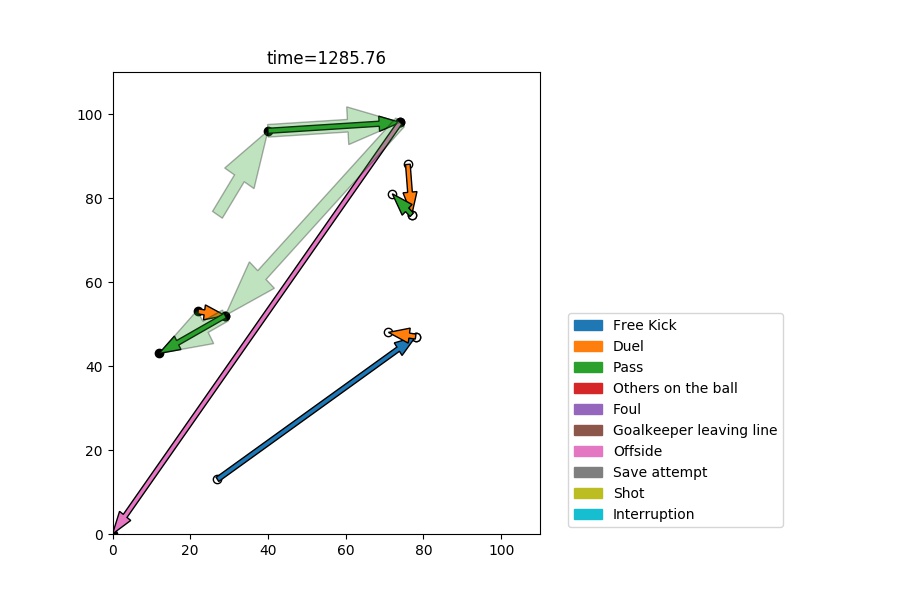 time=1285.76
100
80
60
40
20
0
0 20 40 60 80 100
Free Kick
Duel
Pass
Others on the ball
Foul
Goalkeeper leaving line
Offside
Save attempt
Shot
Interruption